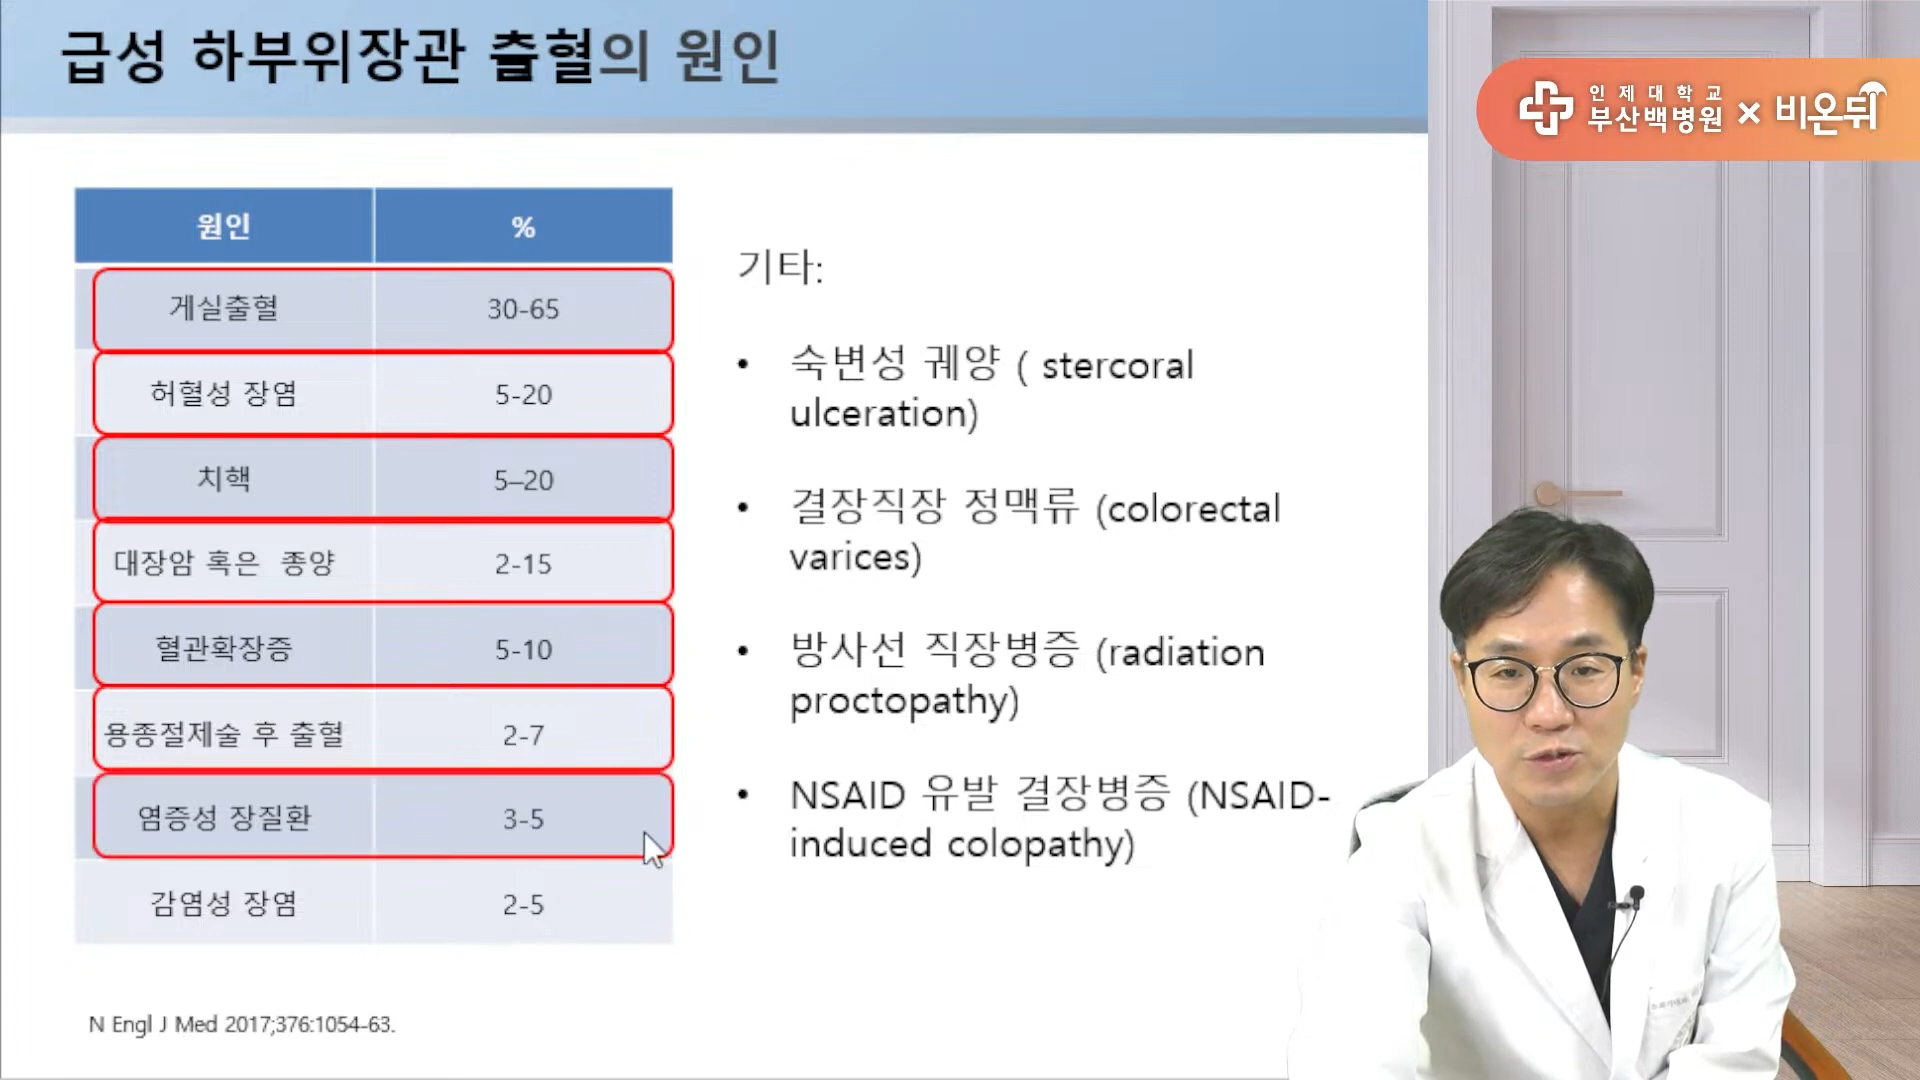 급성 하부위장관 출혈의 원인
인제대학교
부산백병원 × 비온뒤
원인 %
게실출혈 30-65
허혈성 장염 5-20
치핵 5–20
대장암 혹은 종양 2-15
혈관확장증 5-10
용종절제술 후 출혈 2-7
염증성 장질환 3-5
감염성 장염 2-5
기타:
• 숙변성 궤양 ( stercoral
ulceration)
• 결장직장 정맥류 (colorectal
varices)
• 방사선 직장병증 (radiation
proctopathy)
• NSAID 유발 결장병증 (NSAID-
induced colopathy)
N Engl J Med 2017;376:1054-63.